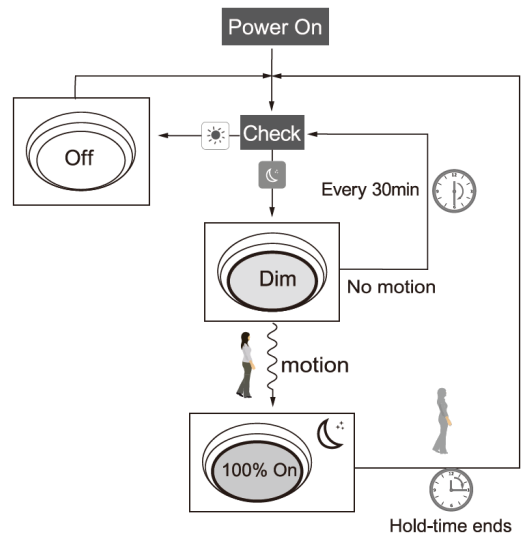 Power On
Check
Off
Every 30min
Dim
No motion
motion
100% On
Hold-time ends